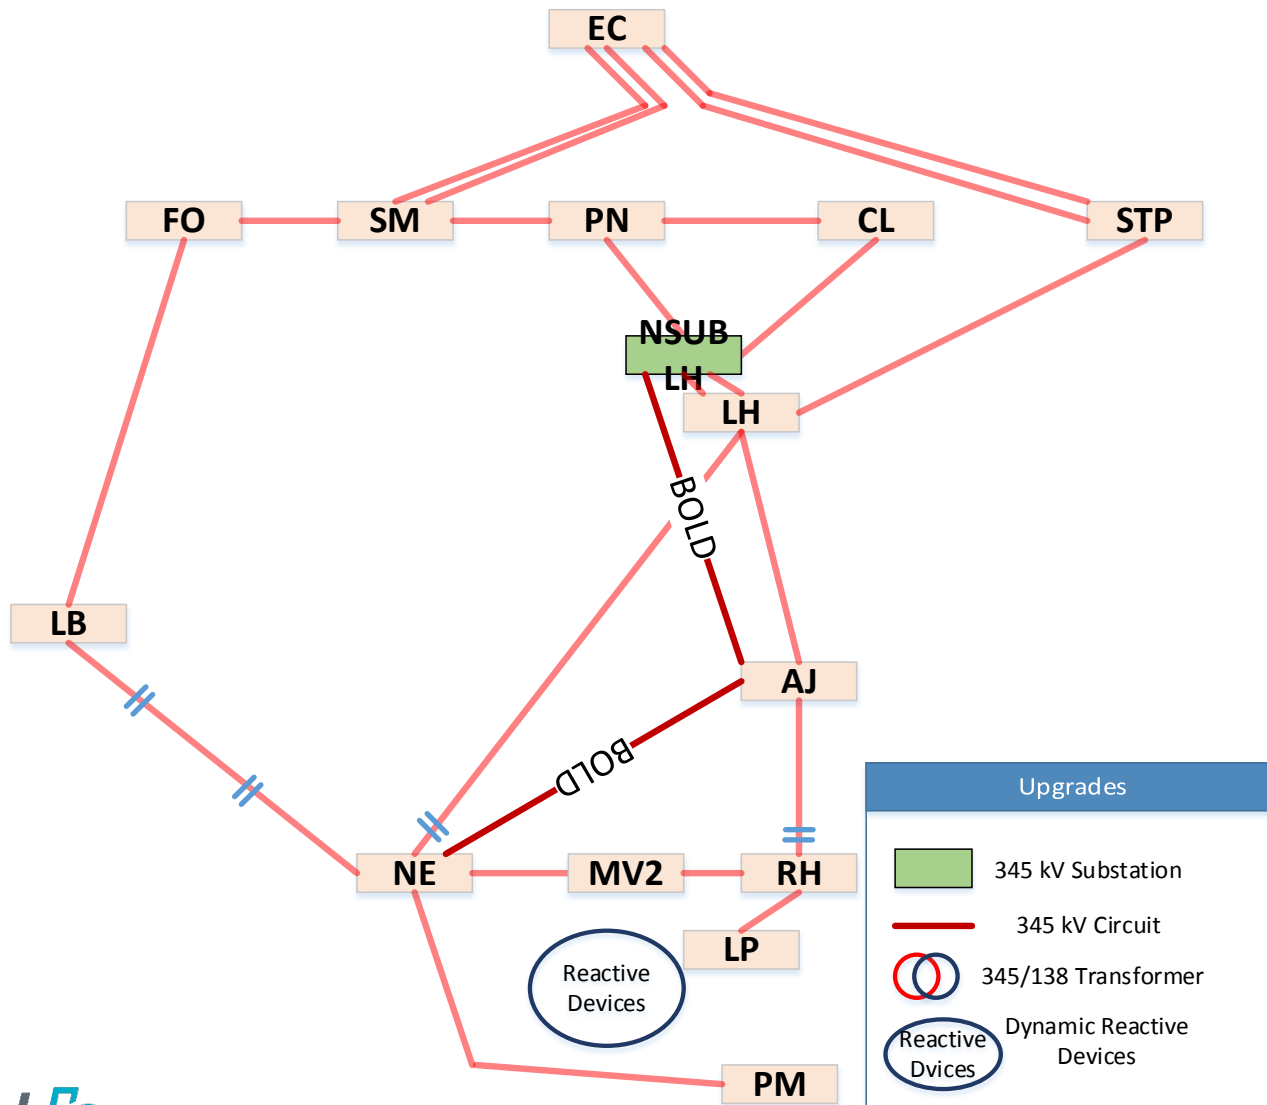 EC
FO
SM
PN
CL
STP
NSUB
LH
LH
BOLD
LB
AJ
BOLD
Upgrades
NE
MV2
RH
345 kV Substation
345 kV Circuit
LP
Reactive
Devices
345/138 Transformer
Dynamic Reactive
Devices
Reactive
Dvices
PM